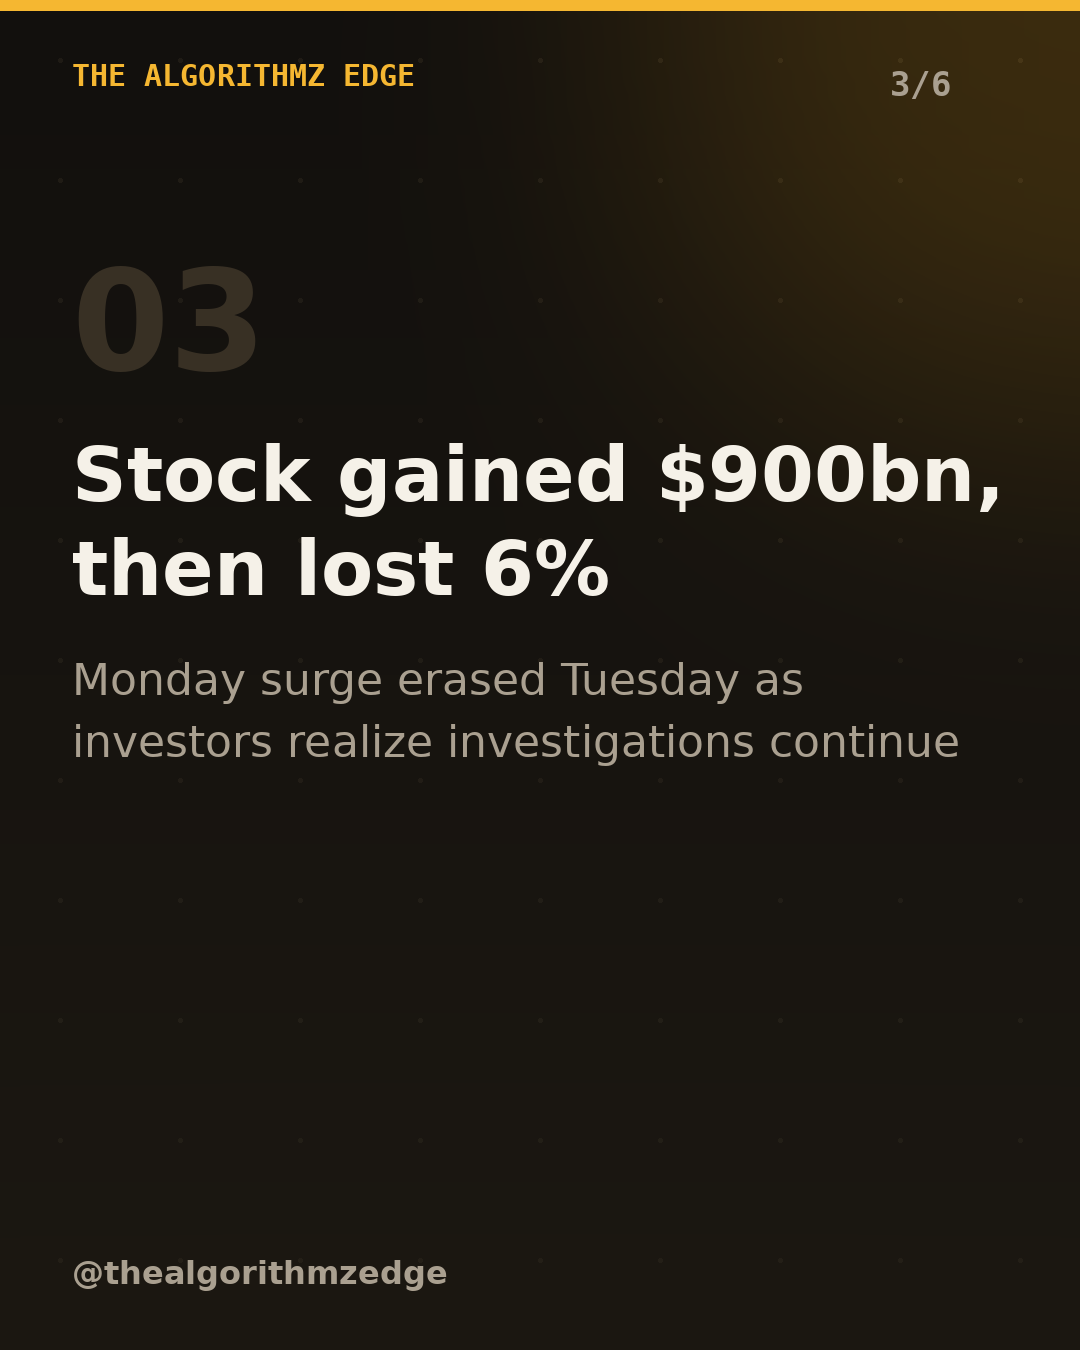 THE ALGORITHMZ EDGE
3/6
03
Stock gained $900bn,
then lost 6%
Monday surge erased Tuesday as
investors realize investigations continue
@thealgorithmzedge